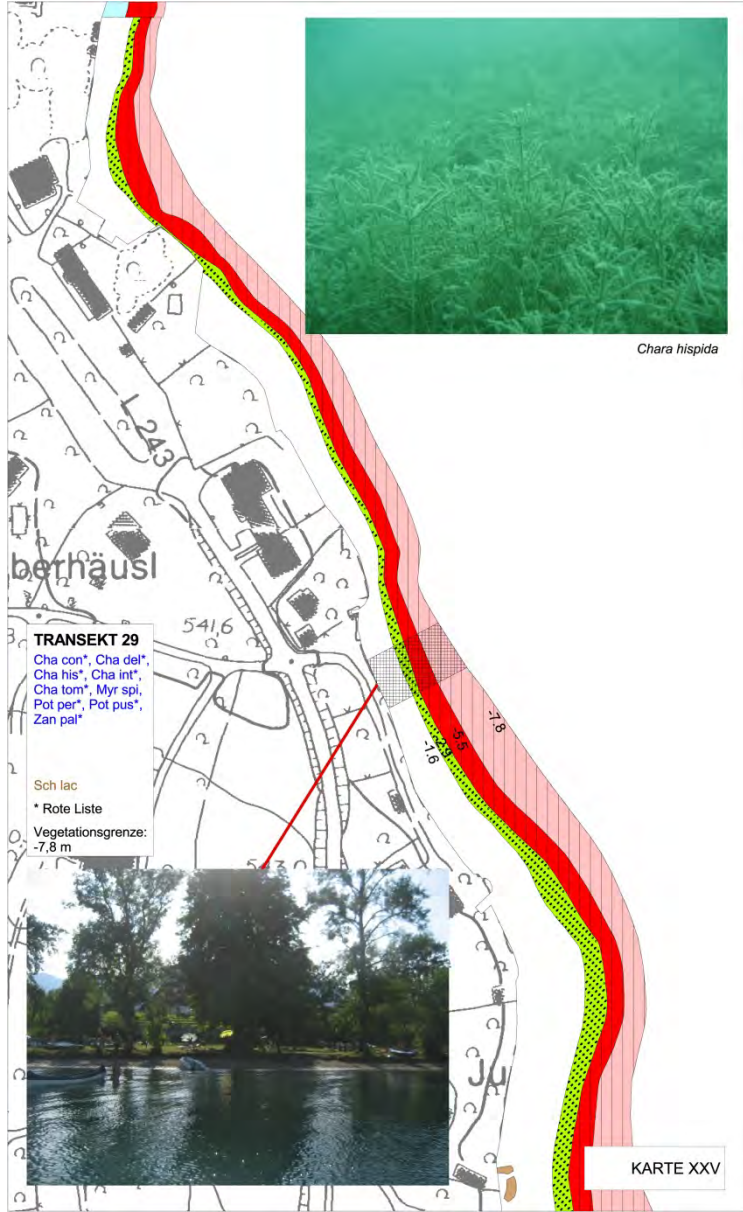 Chara hispida
L 243
berhäusl
541,6
TRANSEKT 29
Cha con*, Cha del*,
Cha his*, Cha int*,
Cha tom*, Myr spi,
Pot per*, Pot pus*,
Zan pal*
Sch lac
* Rote Liste
Vegetationsgrenze:
-7,8 m
-7.8
-5.5
-2.9
-1.6
Ju
KARTE XXV